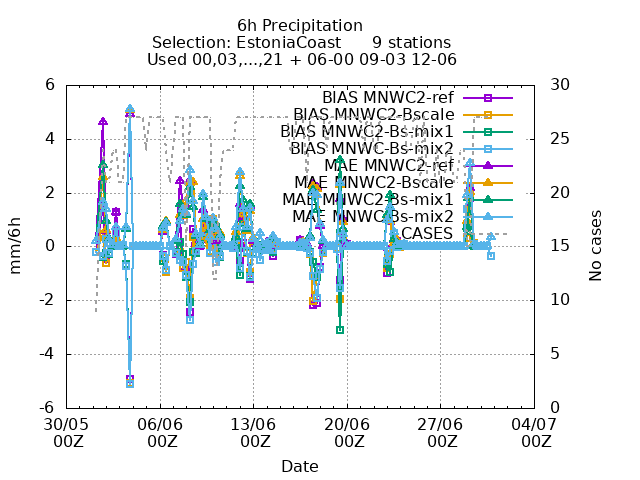 6h Precipitation
Selection: EstoniaCoast 9 stations
Used 00,03,...,21 + 06-00 09-03 12-06
6 30
BIAS MNWC2-ref
BIAS MNWC2-Bscale
4 25
BIAS MNWC2-Bs-mix1
BIAS MNWC-Bs-mix2
MAE MNWC2-ref
MAE MNWC2-Bscale
2 20
MAE MNWC2-Bs-mix1
MAE MNWC-Bs-mix2
CASES
mm/6h
No cases
0 15
-2 10
-4 5
-6 0
30/05 06/06 13/06 20/06 27/06 04/07
00Z 00Z 00Z 00Z 00Z 00Z
Date